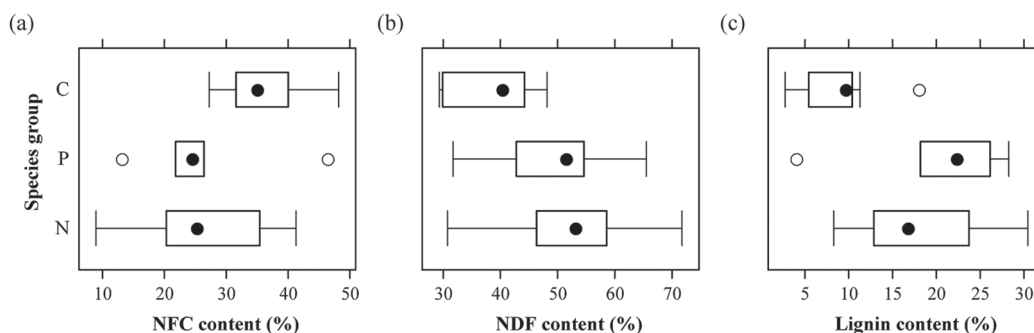 (a)
(b)
(c)
Species group
C
P
N
10 20 30 40 50
30 40 50 60 70
5 10 15 20 25 30
NFC content (%)
NDF content (%)
Lignin content (%)